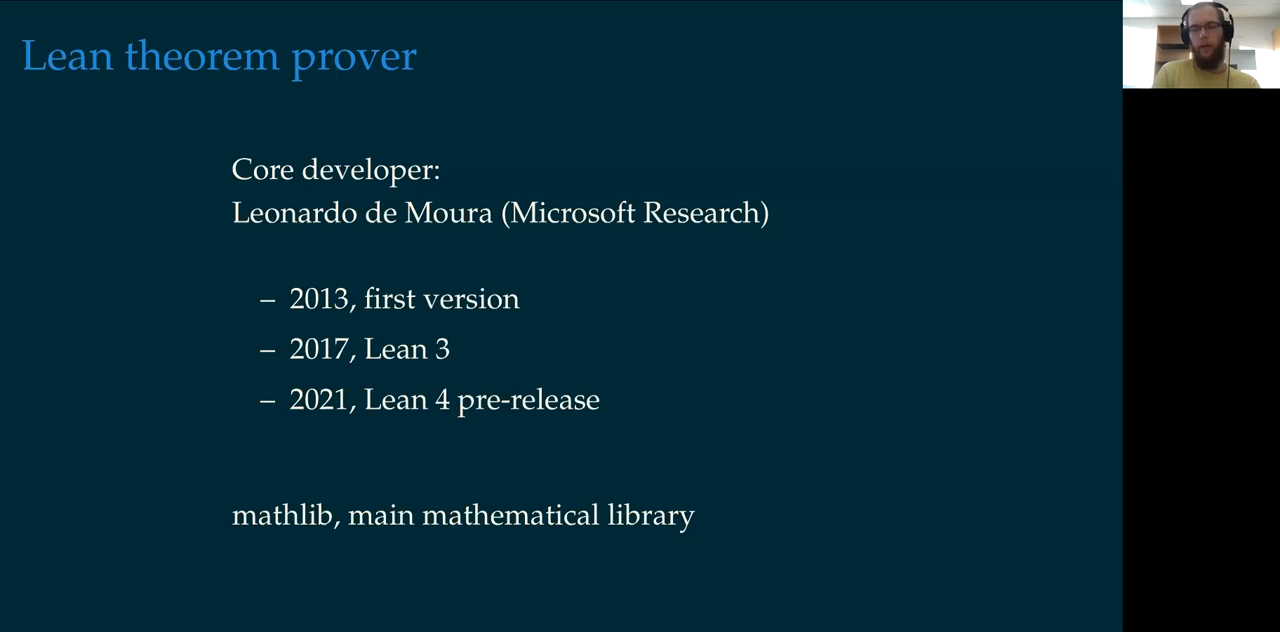 Lean theorem prover
Core developer:
Leonardo de Moura (Microsoft Research)
– 2013, first version
– 2017, Lean 3
– 2021, Lean 4 pre-release
mathlib, main mathematical library